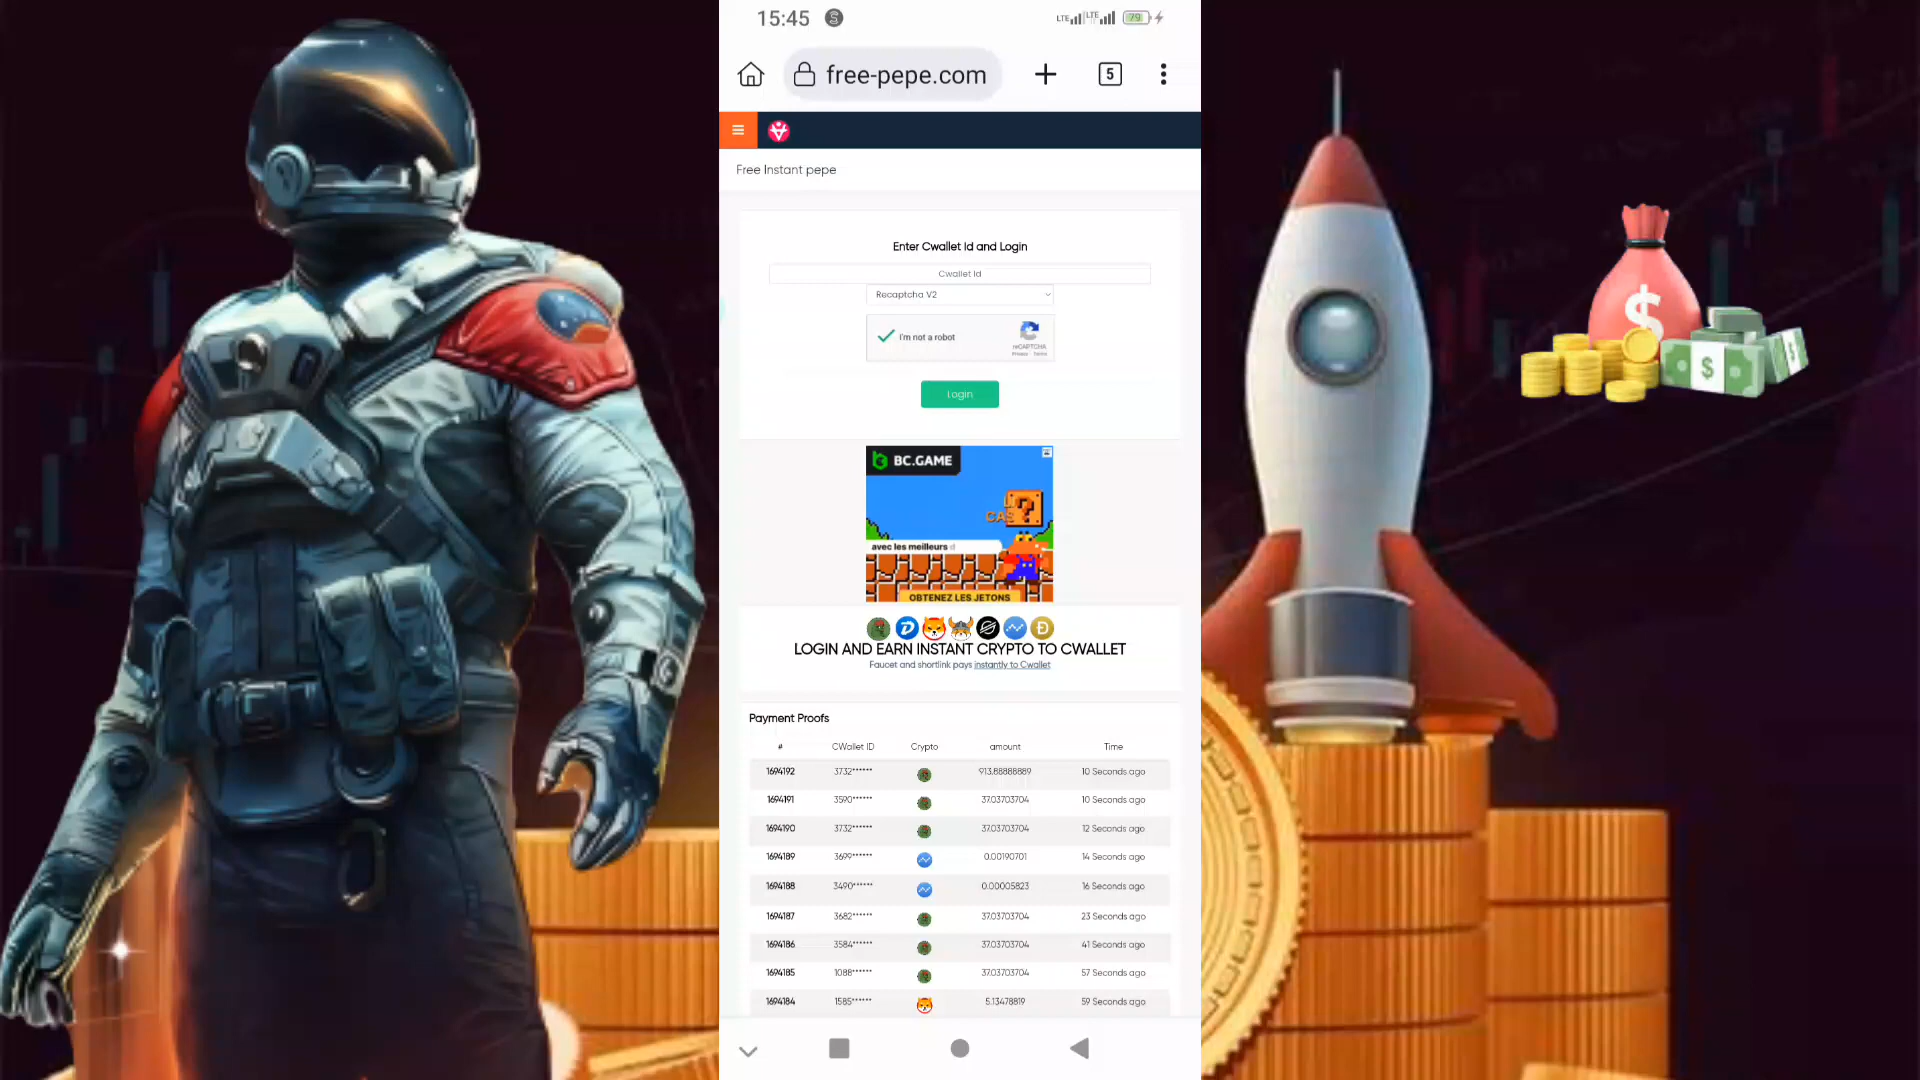 15:45
LTE LTE 79
free-pepe.com
5
Free Instant pepe
Enter Cwallet Id and Login
Cwallet Id
Recaptcha V2
I'm not a robot
reCAPTCHA
Privacy - Terms
Login
BC.GAME
CAS
?
avec les meilleurs
OBTENEZ LES JETONS
LOGIN AND EARN INSTANT CRYPTO TO CWALLET
Faucet and shortlink pays instantly to Cwallet
Payment Proofs
# CWallet ID Crypto amount Time
1694192 3732****** 913.88888889 10 Seconds ago
1694191 3590****** 37.03703704 10 Seconds ago
1694190 3732****** 37.03703704 12 Seconds ago
1694189 3699****** 0.00190701 14 Seconds ago
1694188 3490****** 0.00005823 16 Seconds ago
1694187 3682****** 37.03703704 23 Seconds ago
1694186 3584****** 37.03703704 41 Seconds ago
1694185 1088****** 37.03703704 57 Seconds ago
1694184 1585****** 5.13478819 59 Seconds ago
$
$